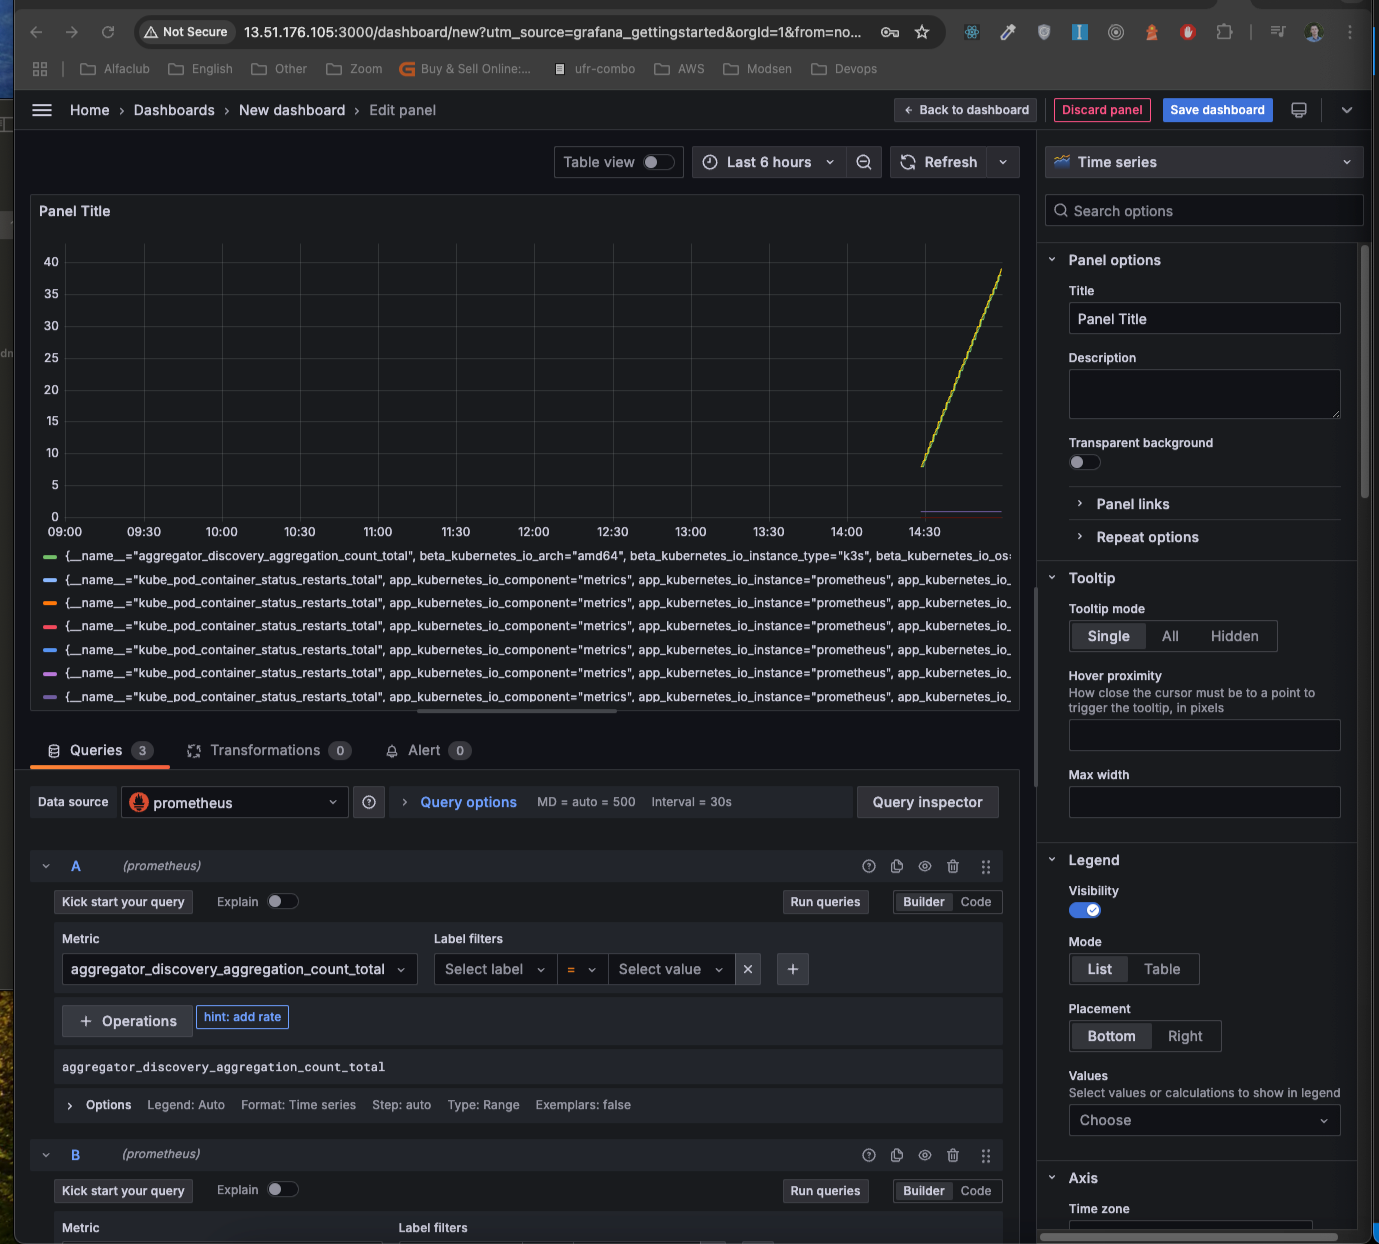 Not Secure 13.51.176.105:3000/dashboard/new?utm_source=grafana_gettingstarted&orgId=1&from=no...
Alfaclub English Other Zoom Buy & Sell Online:... ufr-combo AWS Modsen Devops
Home › Dashboards › New dashboard › Edit panel
← Back to dashboard Discard panel Save dashboard
Table view Last 6 hours Refresh
Time series
Search options
Panel Title
40
35
30
25
20
15
10
5
0
09:00 09:30 10:00 10:30 11:00 11:30 12:00 12:30 13:00 13:30 14:00 14:30
{__name__="aggregator_discovery_aggregation_count_total", beta_kubernetes_io_arch="amd64", beta_kubernetes_io_instance_type="k3s", beta_kubernetes_io_os=
{__name__="kube_pod_container_status_restarts_total", app_kubernetes_io_component="metrics", app_kubernetes_io_instance="prometheus", app_kubernetes_io_
{__name__="kube_pod_container_status_restarts_total", app_kubernetes_io_component="metrics", app_kubernetes_io_instance="prometheus", app_kubernetes_io_
{__name__="kube_pod_container_status_restarts_total", app_kubernetes_io_component="metrics", app_kubernetes_io_instance="prometheus", app_kubernetes_io_
{__name__="kube_pod_container_status_restarts_total", app_kubernetes_io_component="metrics", app_kubernetes_io_instance="prometheus", app_kubernetes_io_
{__name__="kube_pod_container_status_restarts_total", app_kubernetes_io_component="metrics", app_kubernetes_io_instance="prometheus", app_kubernetes_io_
{__name__="kube_pod_container_status_restarts_total", app_kubernetes_io_component="metrics", app_kubernetes_io_instance="prometheus", app_kubernetes_io_
Queries 3 Transformations 0 Alert 0
Data source prometheus Query options MD = auto = 500 Interval = 30s Query inspector
A (prometheus)
Kick start your query Explain Run queries Builder Code
Metric Label filters
aggregator_discovery_aggregation_count_total Select label = Select value
+ Operations hint: add rate
aggregator_discovery_aggregation_count_total
Options Legend: Auto Format: Time series Step: auto Type: Range Exemplars: false
B (prometheus)
Kick start your query Explain Run queries Builder Code
Metric Label filters
Panel options
Title
Panel Title
Description
Transparent background
Panel links
Repeat options
Tooltip
Tooltip mode
Single All Hidden
Hover proximity
How close the cursor must be to a point to
trigger the tooltip, in pixels
Max width
Legend
Visibility
Mode
List Table
Placement
Bottom Right
Values
Select values or calculations to show in legend
Choose
Axis
Time zone